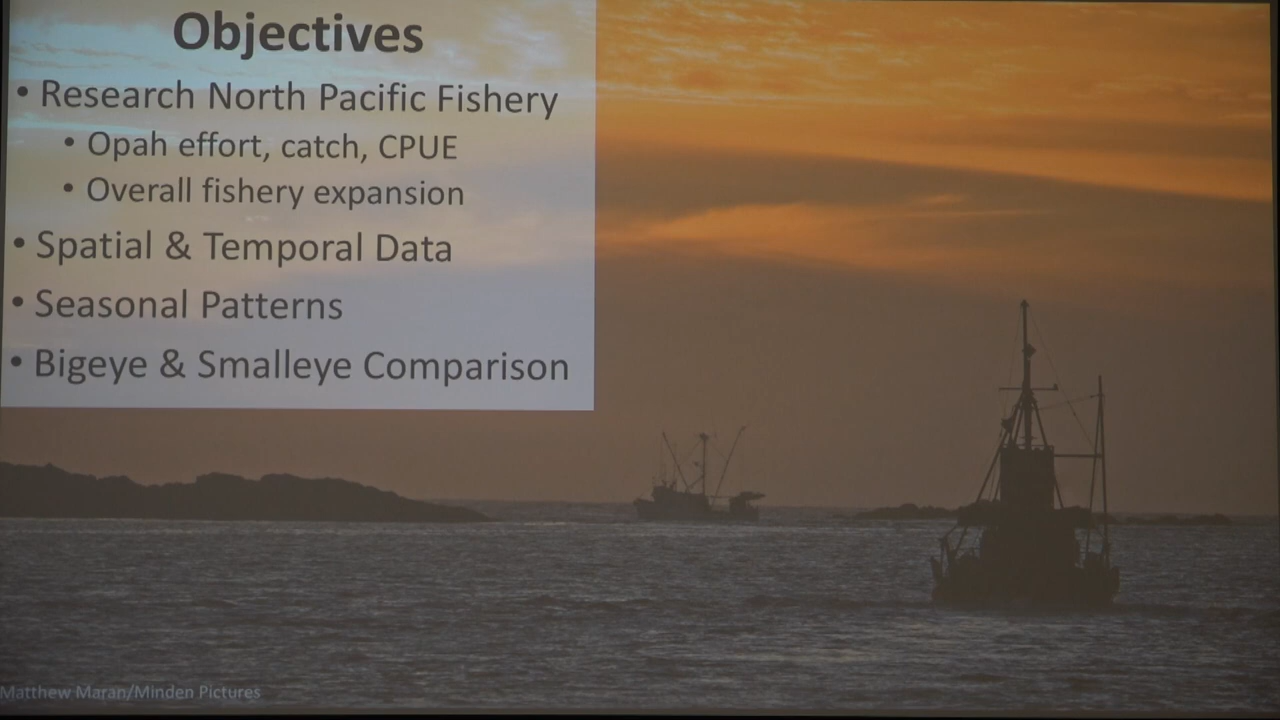 Objectives
• Research North Pacific Fishery
• Opah effort, catch, CPUE
• Overall fishery expansion
• Spatial & Temporal Data
• Seasonal Patterns
• Bigeye & Smalleye Comparison
Matthew Maran/Minden Pictures